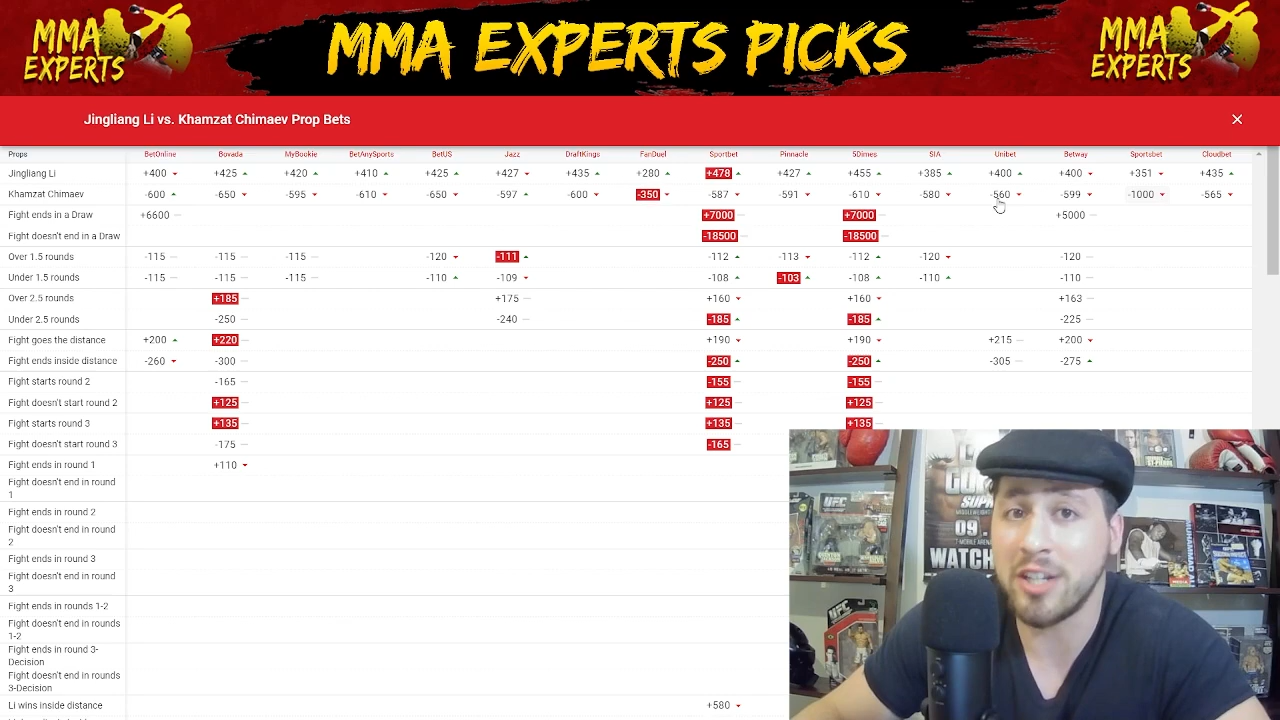 MMA EXPERTS
MMA EXPERTS PICKS
MMA EXPERTS
Jingliang Li vs. Khamzat Chimaev Prop Bets ✕
Props BetOnline Bovada MyBookie BetAnySports BetUS Jazz DraftKings FanDuel Sportbet Pinnacle 5Dimes SIA Unibet Betway Sportsbet Cloudbet
Jingliang Li +400 +425 +420 +410 +425 +427 +435 +280 +478 +427 +455 +385 +400 +400 +351 +435
Khamzat Chimaev -600 -650 -595 -610 -650 -597 -600 -350 -587 -591 -610 -580 -560 -599 -1000 -565
Fight ends in a Draw +6600 +7000 +7000 +5000
Fight doesn't end in a Draw -18500 -18500
Over 1.5 rounds -115 -115 -115 -120 -111 -112 -113 -112 -120 -120
Under 1.5 rounds -115 -115 -115 -110 -109 -108 -103 -108 -110 -110
Over 2.5 rounds +185 +175 +160 +160 +163
Under 2.5 rounds -250 -240 -185 -185 -225
Fight goes the distance +200 +220 +190 +190 +215 +200
Fight ends inside distance -260 -300 -250 -250 -305 -275
Fight starts round 2 -165 -155 -155
Fight doesn't start round 2 +125 +125 +125
Fight starts round 3 +135 +135 +135
Fight doesn't start round 3 -175 -165
Fight ends in round 1 +110
Fight doesn't end in round
1
Fight ends in round 2
Fight doesn't end in round
2
Fight ends in round 3
Fight doesn't end in round
3
Fight ends in rounds 1-2
Fight doesn't end in rounds
1-2
Fight ends in round 3-
Decision
Fight doesn't end in rounds
3-Decision
Li wins inside distance +580
09.
T-MOBILE ARENA
WATCH
UFC
UFC
MUHAMMAD A
MEDIA